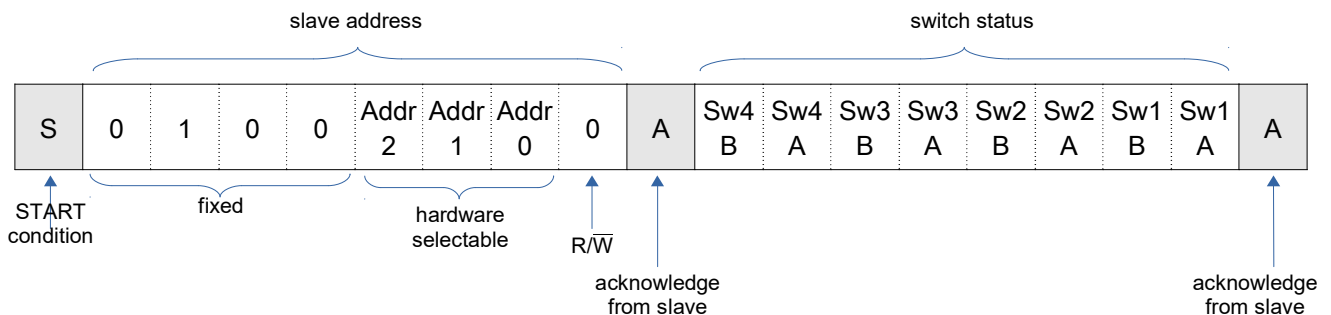 slave address
switch status
S 0 1 0 0 Addr 2 Addr 1 Addr 0 0 A Sw4 B Sw4 A Sw3 B Sw3 A Sw2 B Sw2 A Sw1 B Sw1 A A
START
condition
fixed
hardware
selectable
R/W̅
acknowledge
from slave
acknowledge
from slave